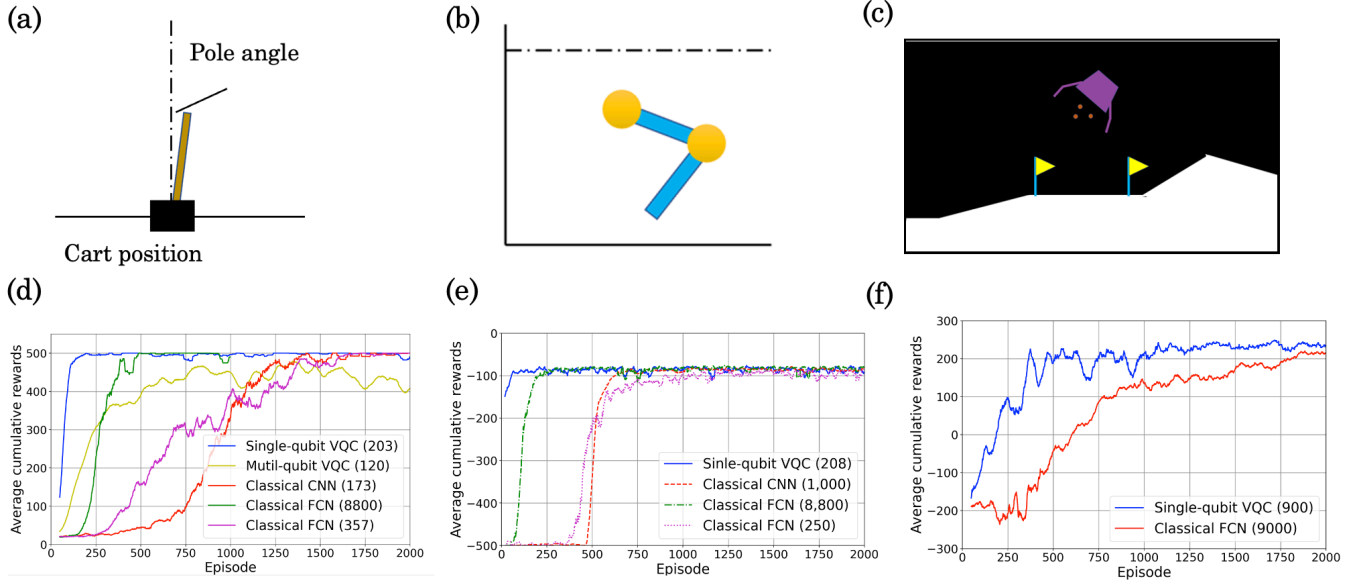 (a)
Pole angle
Cart position
(b)
(c)
(d)
Average cumulative rewards
500
400
300
200
100
0
Single-qubit VQC (203)
Mutil-qubit VQC (120)
Classical CNN (173)
Classical FCN (8800)
Classical FCN (357)
0 250 500 750 1000 1250 1500 1750 2000
Episode
(e)
Average cumulative rewards
0
−100
−200
−300
−400
−500
Sinle-qubit VQC (208)
Classical CNN (1,000)
Classical FCN (8,800)
Classical FCN (250)
0 250 500 750 1000 1250 1500 1750 2000
Episode
(f)
Average cumulative rewards
300
200
100
0
−100
−200
−300
Single-qubit VQC (900)
Classical FCN (9000)
0 250 500 750 1000 1250 1500 1750 2000
Episode